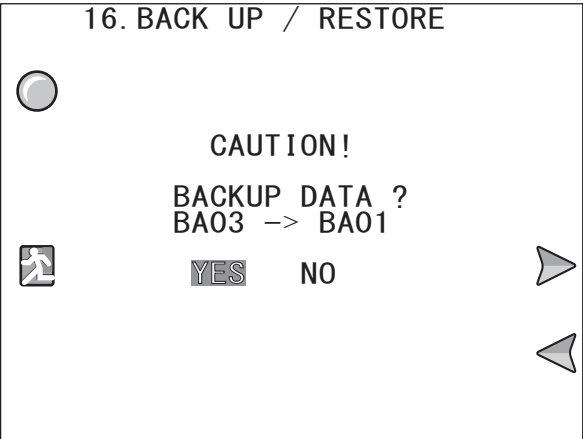 16.BACK UP / RESTORE
CAUTION!
BACKUP DATA ?
BA03 -> BA01
YES NO